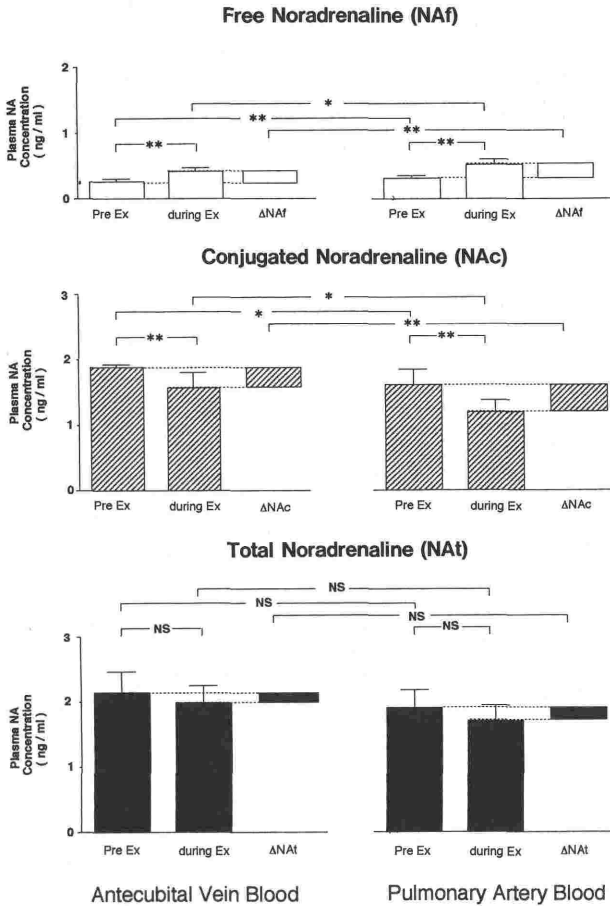 Free Noradrenaline (NAf)
Plasma NA
Concentration
( ng / ml )
2
1
0
*
**
**
**
**
Pre Ex during Ex ΔNAf Pre Ex during Ex ΔNAf
Conjugated Noradrenaline (NAc)
Plasma NA
Concentration
( ng / ml )
3
2
1
0
*
*
**
**
**
Pre Ex during Ex ΔNAc Pre Ex during Ex ΔNAc
Total Noradrenaline (NAt)
Plasma NA
Concentration
( ng / ml )
3
2
1
0
NS
NS
NS
NS
NS
Pre Ex during Ex ΔNAt Pre Ex during Ex ΔNAt
Antecubital Vein Blood Pulmonary Artery Blood